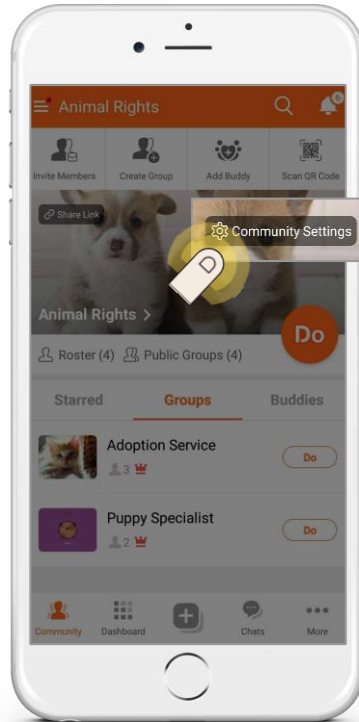 Animal Rights
6
Invite Members
Create Group
Add Buddy
Scan QR Code
Share Link
Community Settings
Animal Rights >
Do
Roster (4)
Public Groups (4)
Starred
Groups
Buddies
Adoption Service
3
Do
Puppy Specialist
2
Do
Community
Dashboard
Chats
More